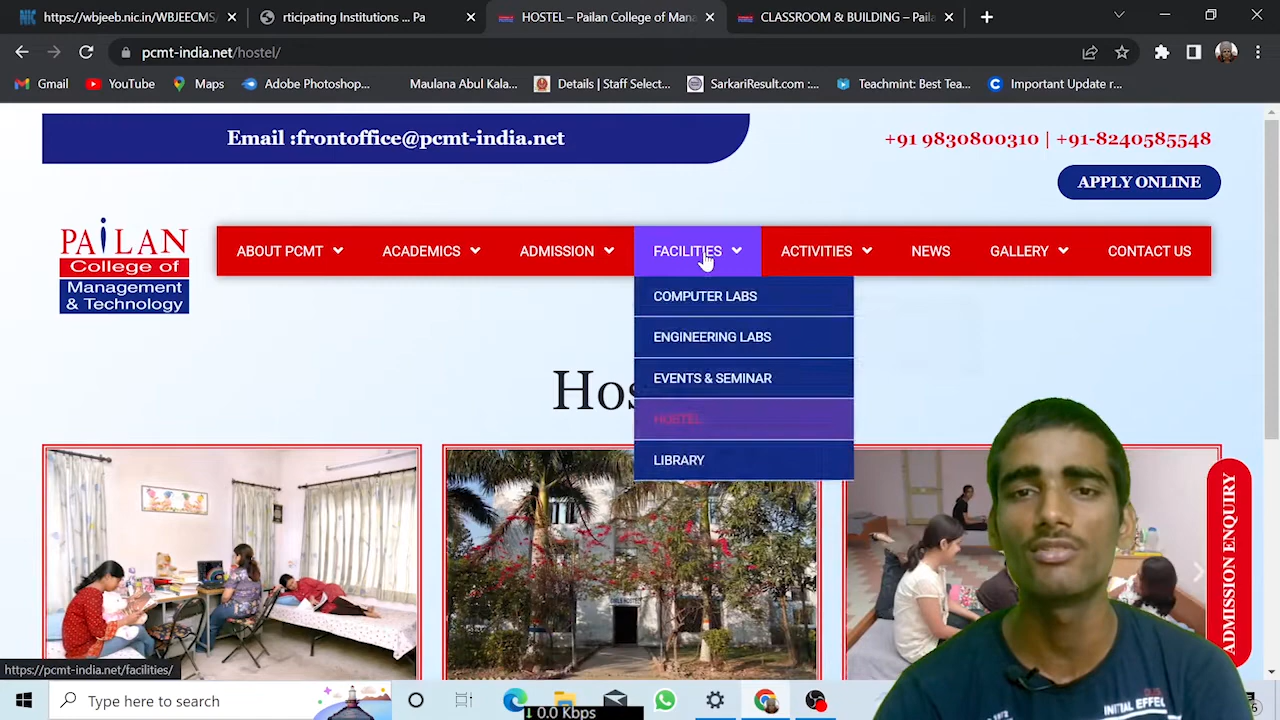 https://wbjeeb.nic.in/WBJEECMS/
rticipating Institutions ... Pa
HOSTEL – Pailan College of Mana
CLASSROOM & BUILDING – Paila
pcmt-india.net/hostel/
Gmail
YouTube
Maps
Adobe Photoshop...
Maulana Abul Kala...
Details | Staff Select...
SarkariResult.com :...
Teachmint: Best Tea...
Important Update r...
Email :frontoffice@pcmt-india.net
+91 9830800310 | +91-8240585548
APPLY ONLINE
PAiLAN
College of
Management
& Technology
ABOUT PCMT
ACADEMICS
ADMISSION
FACILITIES
ACTIVITIES
NEWS
GALLERY
CONTACT US
COMPUTER LABS
ENGINEERING LABS
EVENTS & SEMINAR
HOSTEL
LIBRARY
Hos
ADMISSION ENQUIRY
https://pcmt-india.net/facilities/
Type here to search
0.0 Kbps
INITIAL EFFEC